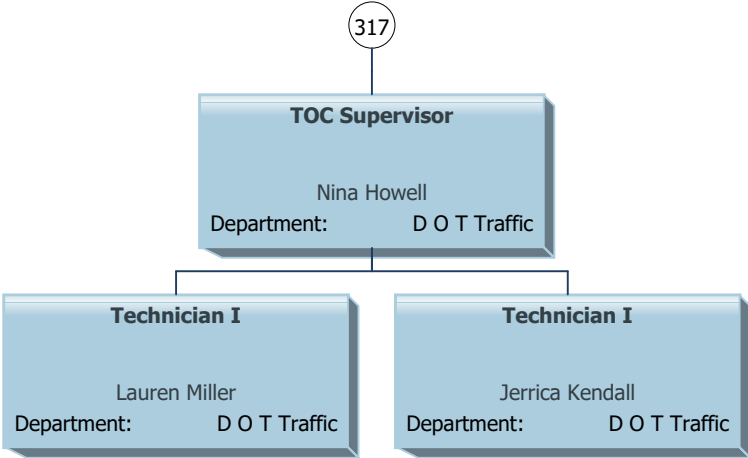 317
TOC Supervisor
Nina Howell
Department: D O T Traffic
Technician I
Lauren Miller
Department: D O T Traffic
Technician I
Jerrica Kendall
Department: D O T Traffic